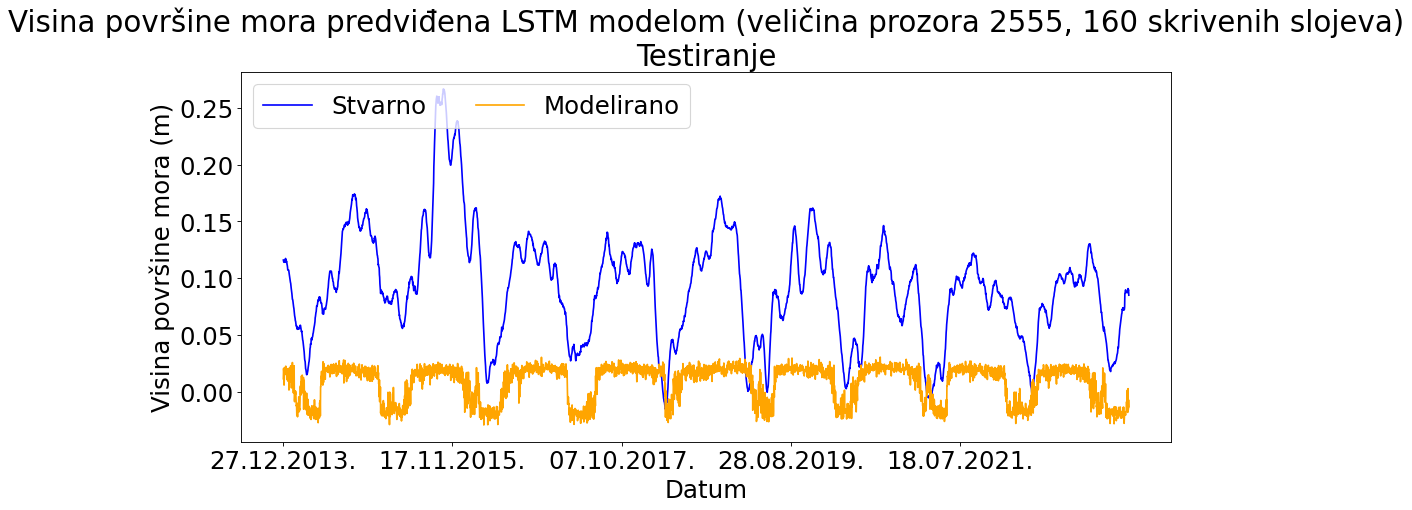 Visina površine mora predviđena LSTM modelom (veličina prozora 2555, 160 skrivenih slojeva)
Testiranje
Stvarno Modelirano
Visina površine mora (m)
0.25
0.20
0.15
0.10
0.05
0.00
27.12.2013. 17.11.2015. 07.10.2017. 28.08.2019. 18.07.2021.
Datum